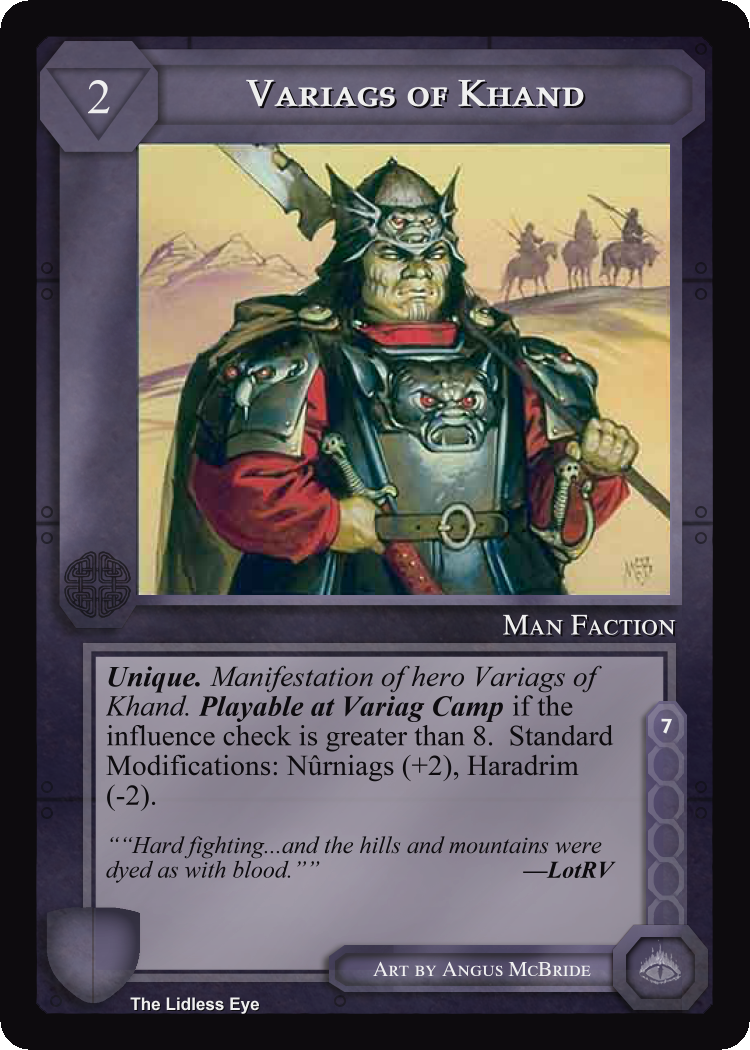 2
VARIAGS OF KHAND
MAN FACTION
Unique. Manifestation of hero Variags of
Khand. Playable at Variag Camp if the
influence check is greater than 8. Standard
Modifications: Nûrniags (+2), Haradrim
(-2).
7
““Hard fighting...and the hills and mountains were
dyed as with blood.””
—LotRV
ART BY ANGUS MCBRIDE
The Lidless Eye